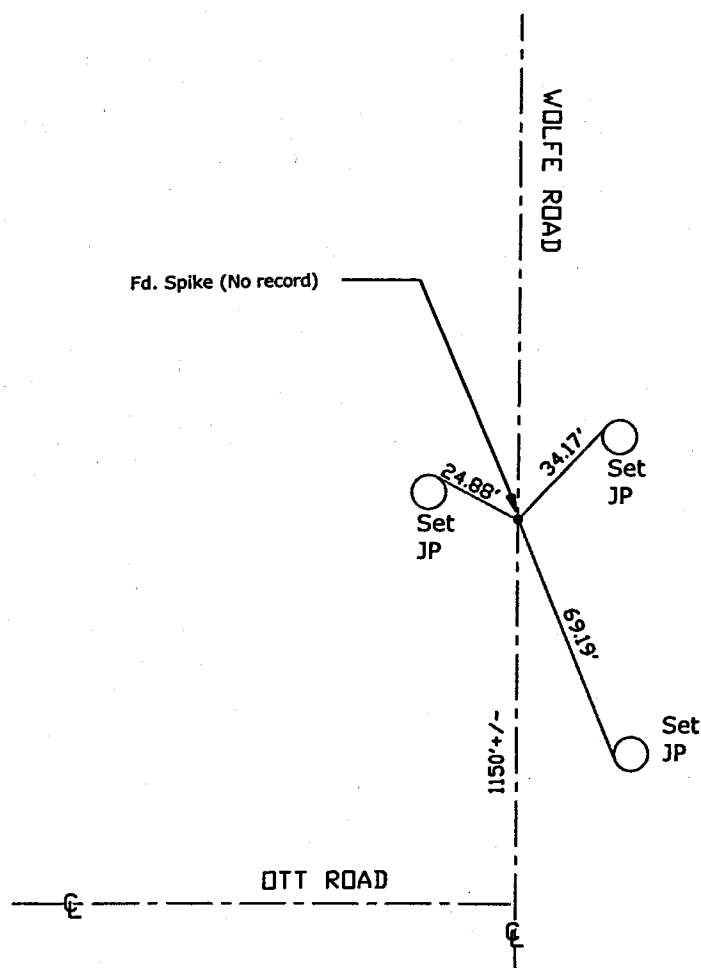 WOLFE ROAD
Fd. Spike (No record)
34.17'
Set
JP
24.88'
Set
JP
69.19'
Set
JP
1150'+/-
OTT ROAD
℄
℄